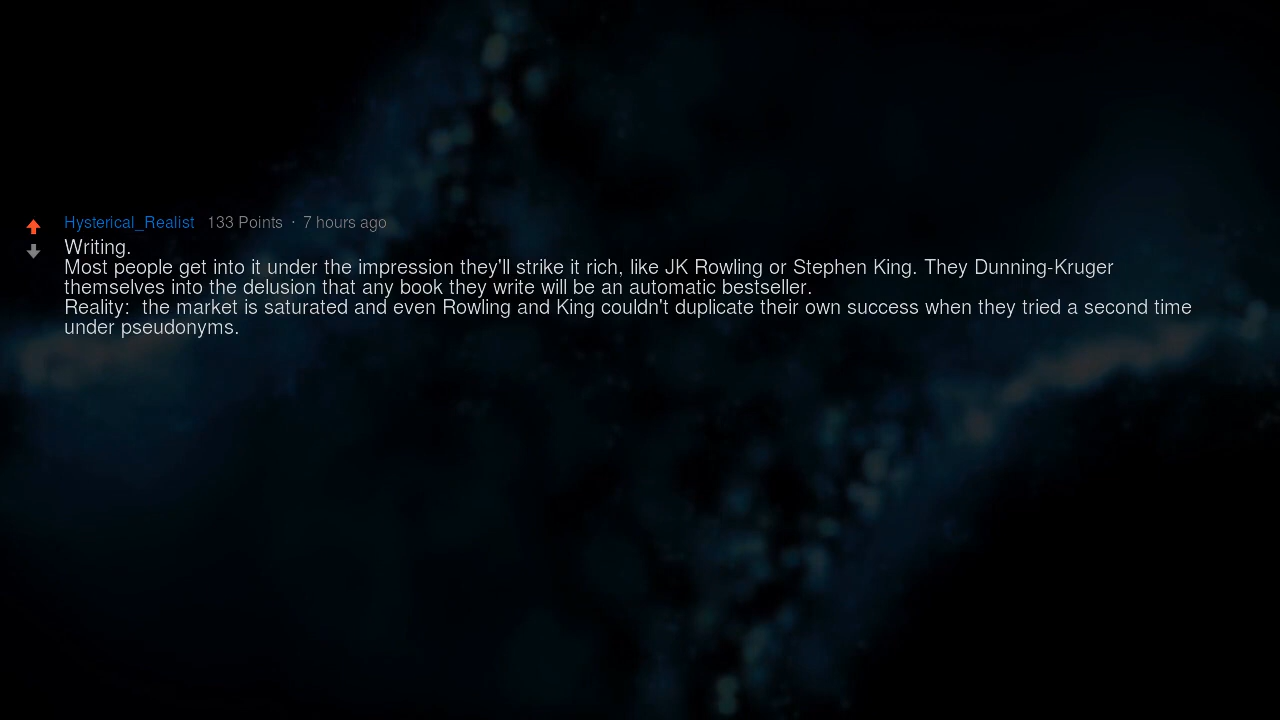 Hysterical_Realist 133 Points · 7 hours ago
Writing.
Most people get into it under the impression they'll strike it rich, like JK Rowling or Stephen King. They Dunning-Kruger
themselves into the delusion that any book they write will be an automatic bestseller.
Reality:  the market is saturated and even Rowling and King couldn't duplicate their own success when they tried a second time
under pseudonyms.